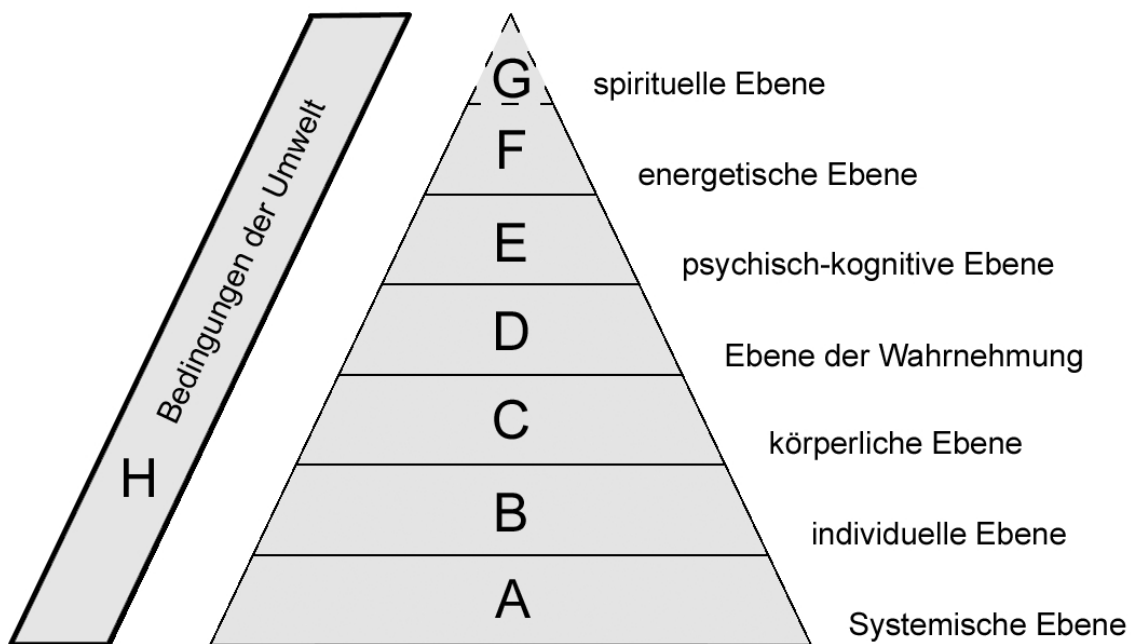 G
spirituelle Ebene
F
energetische Ebene
E
psychisch-kognitive Ebene
D
Ebene der Wahrnehmung
C
körperliche Ebene
B
individuelle Ebene
A
Systemische Ebene
H
Bedingungen der Umwelt